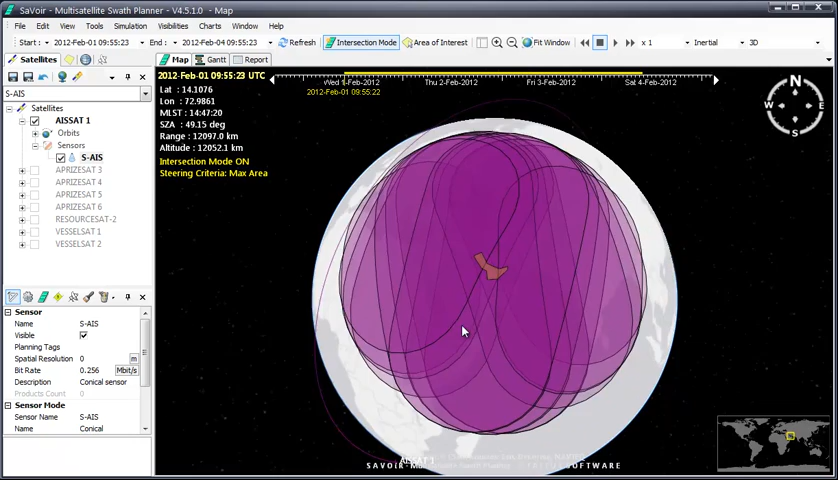 SaVoir - Multisatellite Swath Planner - V4.5.1.0 - Map
File Edit View Tools Simulation Visibilities Charts Window Help
Start : 2012-Feb-01 09:55:23 End : 2012-Feb-04 09:55:23 Refresh Intersection Mode Area of Interest Fit Window x 1 Inertial 3D
Satellites
Map Gantt Report
S-AIS
Satellites
AISSAT 1
Orbits
Sensors
S-AIS
APRIZESAT 3
APRIZESAT 4
APRIZESAT 5
APRIZESAT 6
RESOURCESAT-2
VESSELSAT 1
VESSELSAT 2
Sensor
Name S-AIS
Visible
Planning Tags
Spatial Resolution 0 m
Bit Rate 0.256 Mbit/s
Description Conical sensor
Products Count 0
Sensor Mode
Sensor Name S-AIS
Name Conical
2012-Feb-01 09:55:23 UTC
Lat : 14.1076
Lon : 72.9861
MLST : 14:47:20
SZA : 49.15 deg
Range : 12097.0 km
Altitude : 12052.1 km
Intersection Mode ON
Steering Criteria: Max Area
Wed 1-Feb-2012 Thu 2-Feb-2012 Fri 3-Feb-2012 Sat 4-Feb-2012
2012-Feb-01 09:55:22
N
W E
S
AISSAT 1